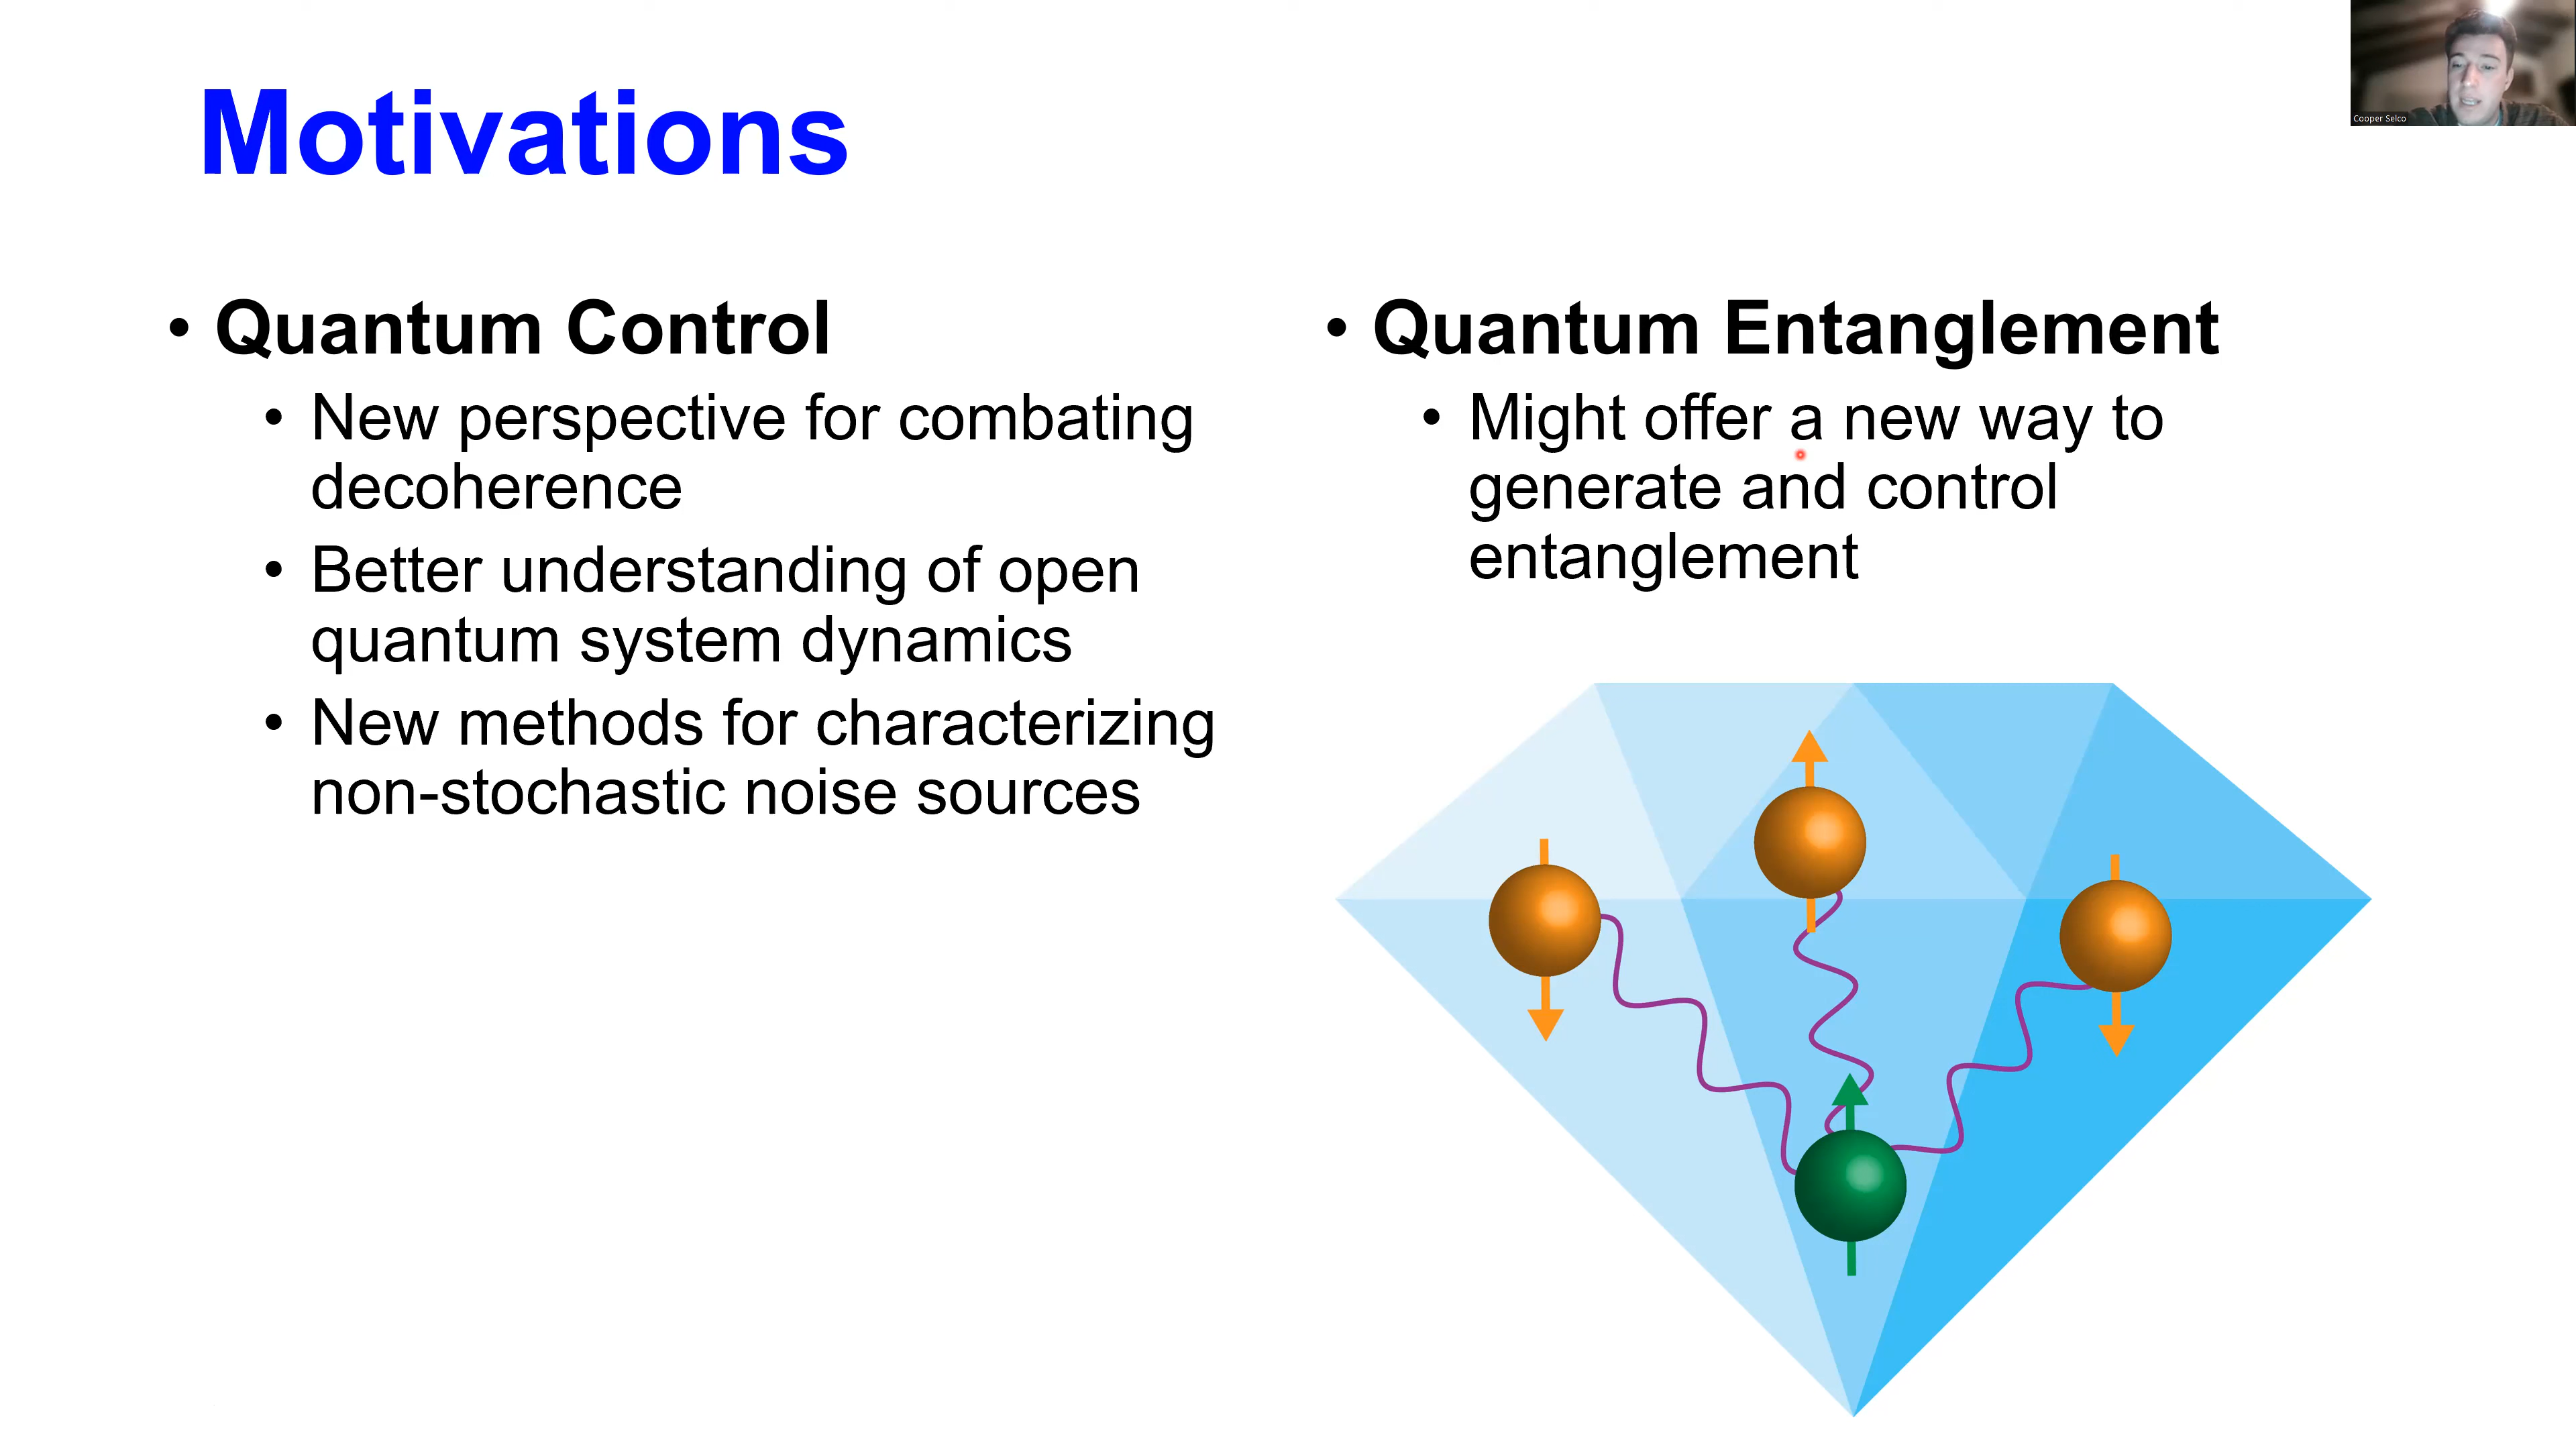 Motivations
Cooper Selco
• Quantum Control
• New perspective for combating
decoherence
• Better understanding of open
quantum system dynamics
• New methods for characterizing
non-stochastic noise sources
• Quantum Entanglement
• Might offer a new way to
generate and control
entanglement